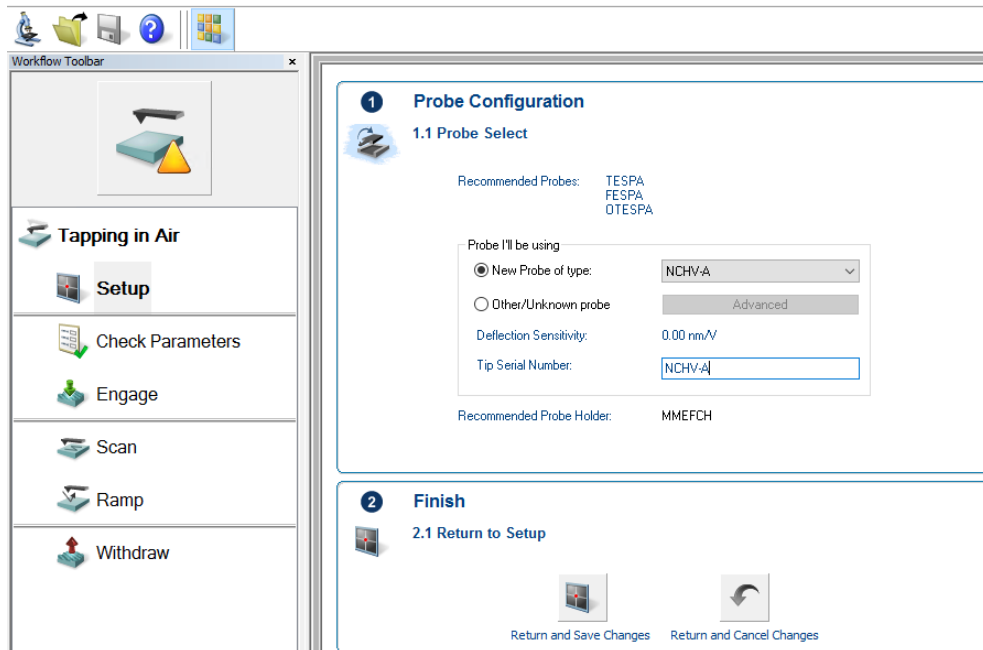 Workflow Toolbar
x
Tapping in Air
Setup
Check Parameters
Engage
Scan
Ramp
Withdraw
1
Probe Configuration
1.1 Probe Select
Recommended Probes:
TESPA
FESPA
OTESPA
Probe I'll be using
New Probe of type:
NCHV-A
Other/Unknown probe
Advanced
Deflection Sensitivity:
0.00 nm/V
Tip Serial Number:
NCHV-A
Recommended Probe Holder:
MMEFCH
2
Finish
2.1 Return to Setup
Return and Save Changes
Return and Cancel Changes